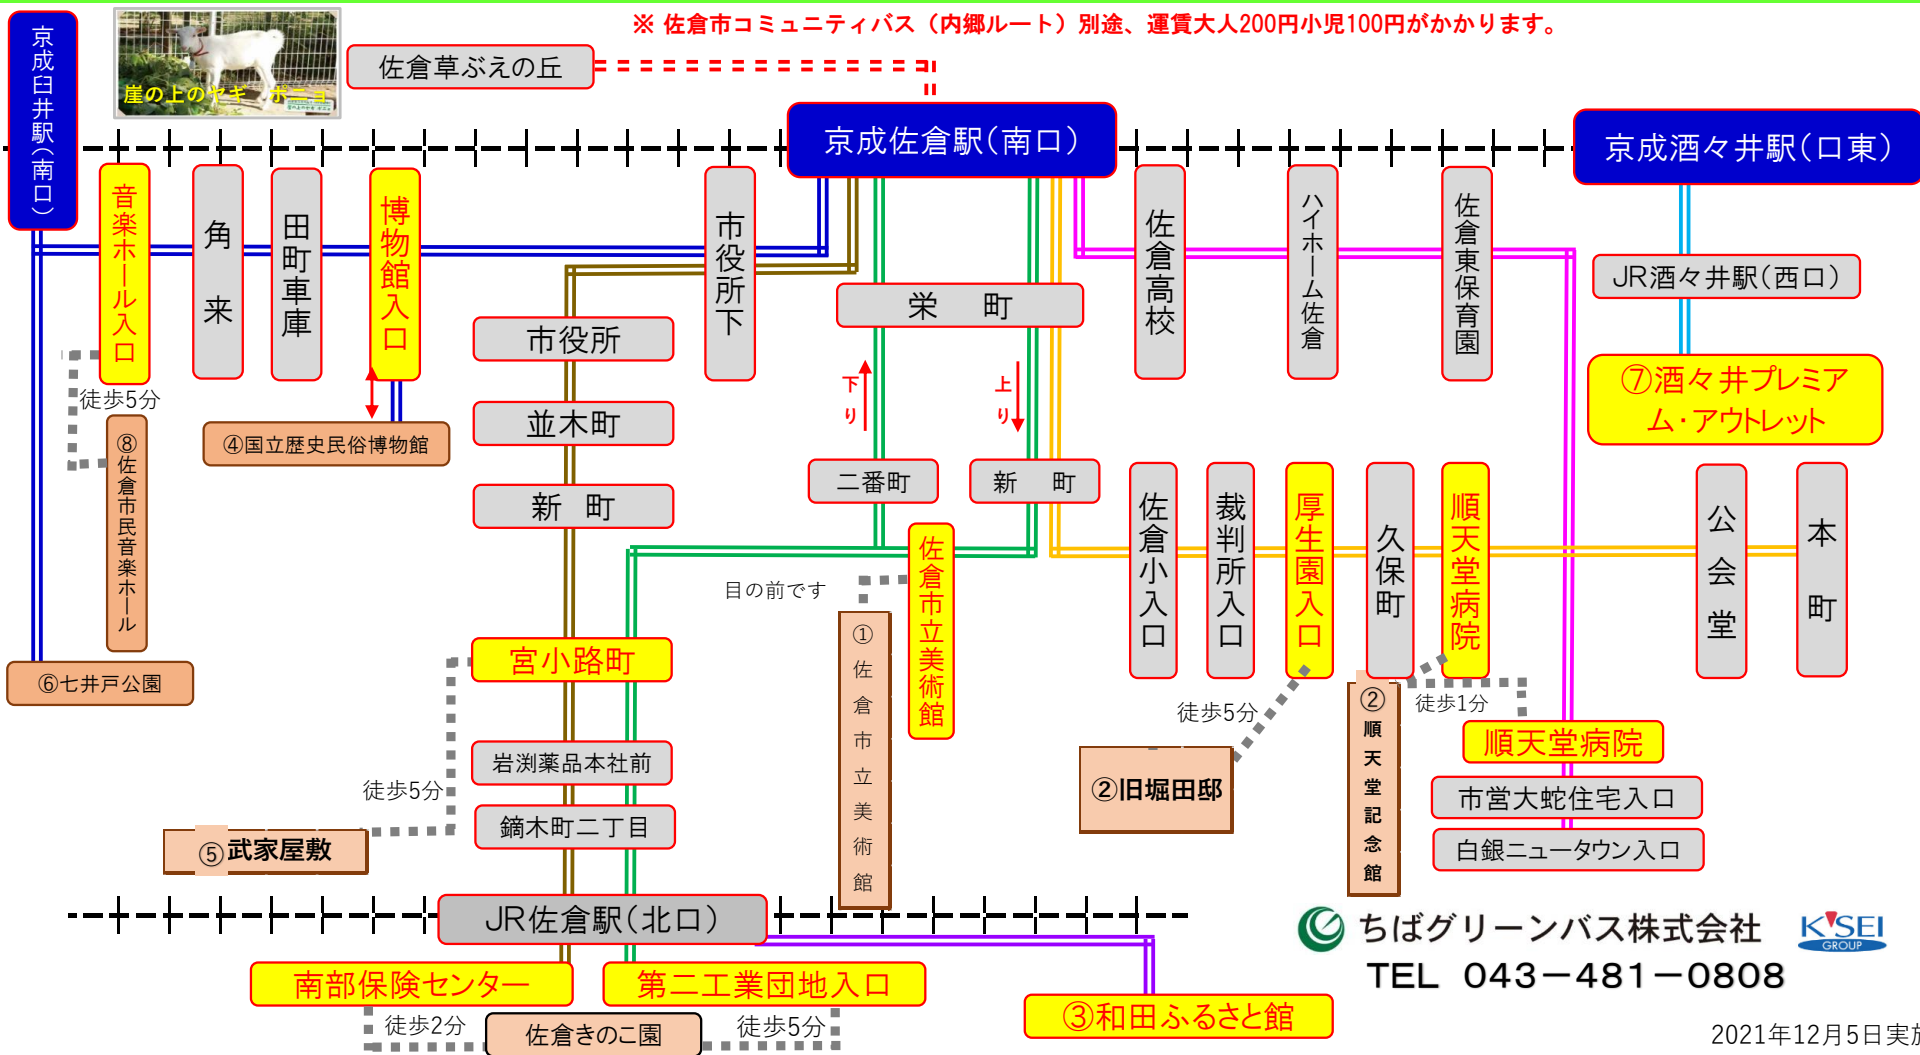 ※ 佐倉市コミュニティバス（内郷ルート）別途、運賃大人200円小児100円がかかります。
京成臼井駅(南口)
崖の上のヤギ ポニョ
佐倉草ぶえの丘
京成佐倉駅(南口)
京成酒々井駅(口東)
音楽ホール入口
角来
田町車庫
博物館入口
市役所下
佐倉高校
ハイホーム佐倉
佐倉東保育園
JR酒々井駅(西口)
栄 町
市役所
⑦酒々井プレミア
ム・アウトレット
下り
上り
徒歩5分
並木町
④国立歴史民俗博物館
⑧佐倉市民音楽ホール
二番町
新 町
新 町
佐倉小入口
裁判所入口
厚生園入口
久保町
順天堂病院
公会堂
本町
佐倉市立美術館
目の前です
①佐倉市立美術館
宮小路町
⑥七井戸公園
徒歩5分
②順天堂記念館
徒歩1分
順天堂病院
岩渕薬品本社前
②旧堀田邸
市営大蛇住宅入口
徒歩5分
鏑木町二丁目
⑤武家屋敷
白銀ニュータウン入口
JR佐倉駅(北口)
ちばグリーンバス株式会社
K'SEI
GROUP
TEL 043−481−0808
南部保険センター
第二工業団地入口
③和田ふるさと館
徒歩2分
佐倉きのこ園
徒歩5分
2021年12月5日実施